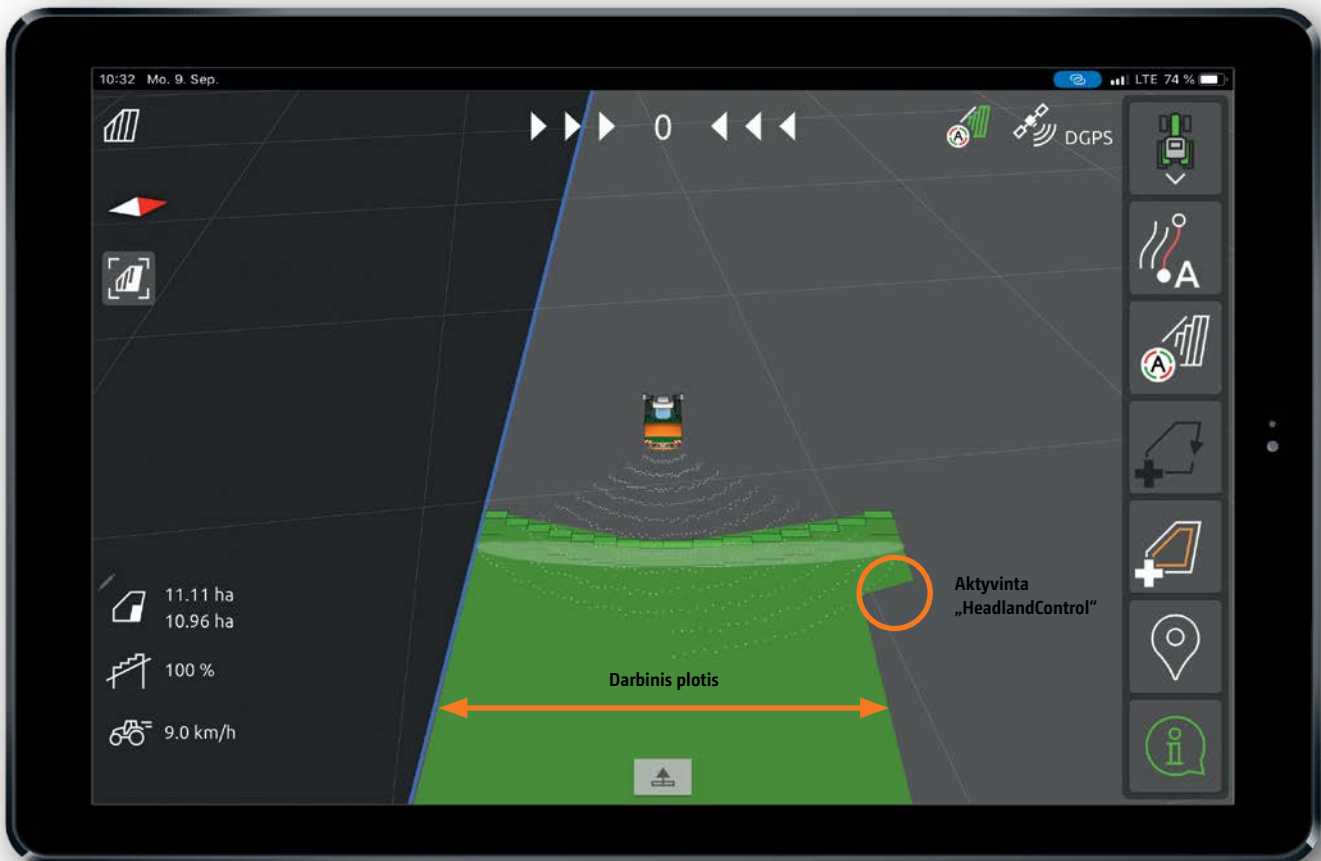 10:32 Mo. 9. Sep.
LTE 74 %
0
A
DGPS
A
A
11.11 ha
10.96 ha
100 %
9.0 km/h
Aktyvinta
„HeadlandControl“
Darbinis plotis
i